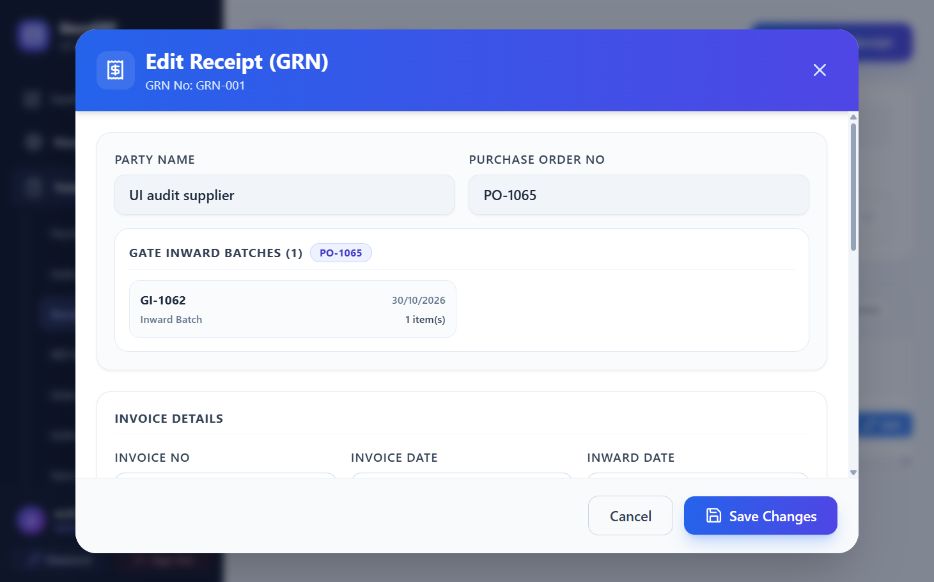 Edit Receipt (GRN)
GRN No: GRN-001
PARTY NAME
PURCHASE ORDER NO
UI audit supplier
PO-1065
GATE INWARD BATCHES (1) PO-1065
GI-1062
30/10/2026
Inward Batch
1 item(s)
INVOICE DETAILS
INVOICE NO
INVOICE DATE
INWARD DATE
Cancel
Save Changes